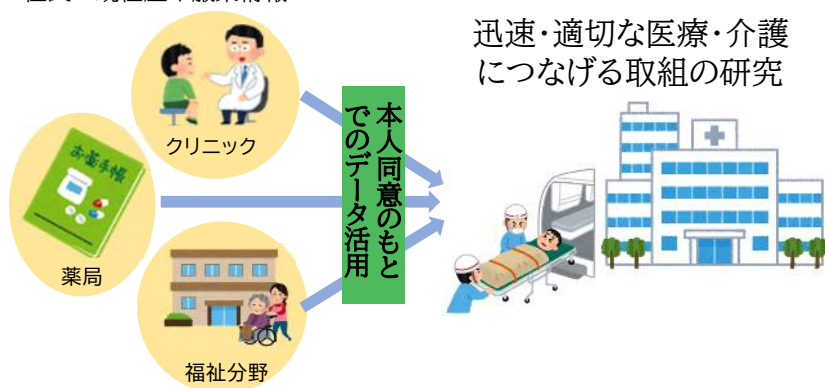 迅速・適切な医療・介護
につなげる取組の研究
クリニック
お薬手帳
薬局
福祉分野
本人同意のもと
でのデータ活用